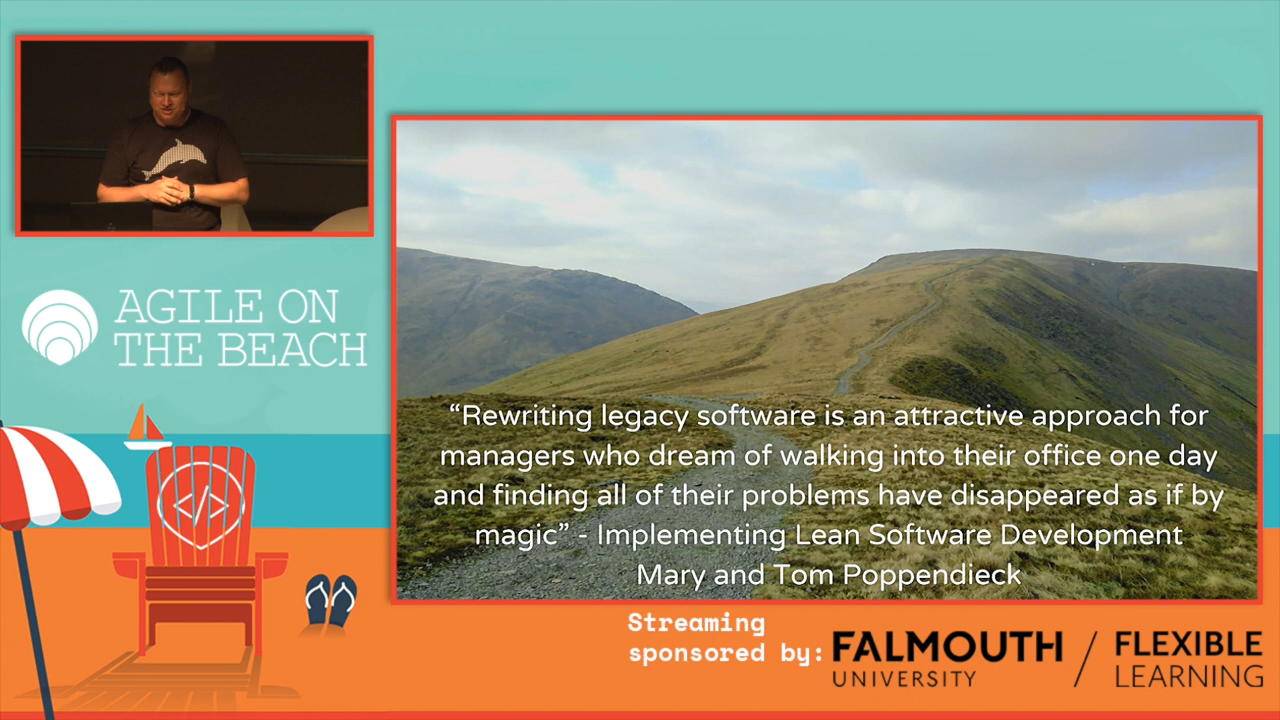 AGILE ON
THE BEACH
</>
“Rewriting legacy software is an attractive approach for
managers who dream of walking into their office one day
and finding all of their problems have disappeared as if by
magic” - Implementing Lean Software Development
Mary and Tom Poppendieck
Streaming
sponsored by:
FALMOUTH
UNIVERSITY
/
FLEXIBLE
LEARNING